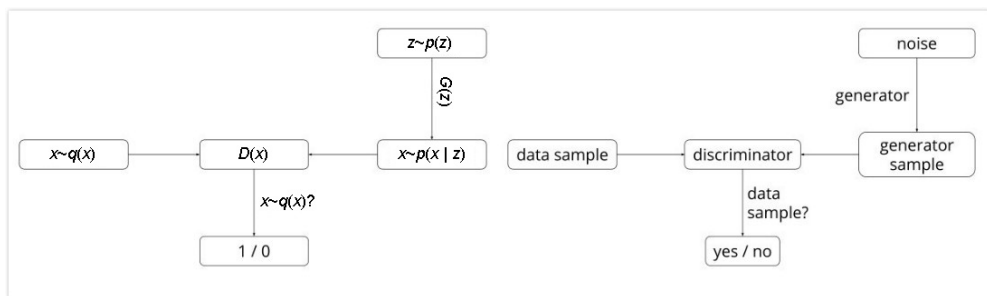 z~p(z)
G(z)
x~q(x)
D(x)
x~p(x | z)
x~q(x)?
1 / 0
noise
generator
data sample
discriminator
generator
sample
data
sample?
yes / no